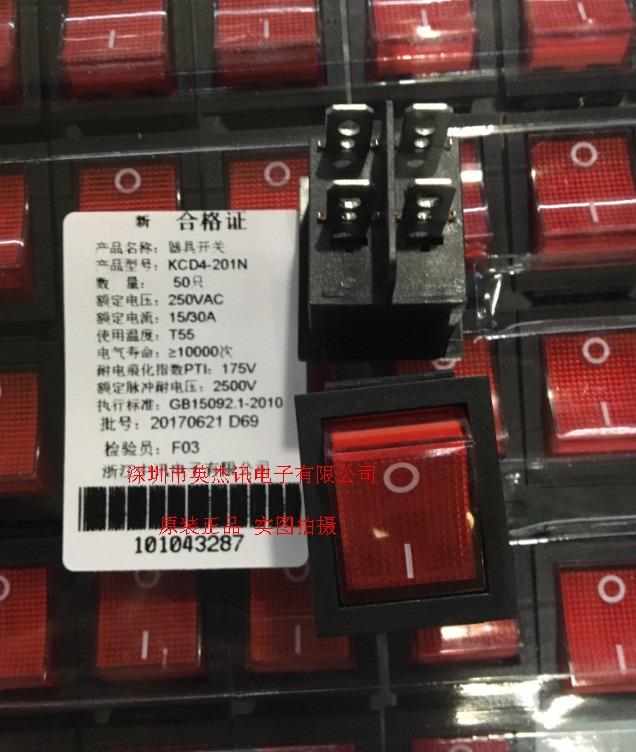 新 合格证
产品名称：器具开关
产品型号：KCD4-201N
数 量： 50只
额定电压：250VAC
额定电流：15/30A
使用温度：T55
电气寿命：≥10000次
耐电痕化指数PTI：175V
额定脉冲耐电压：2500V
执行标准：GB15092.1-2010
批号：20170621 D69
检验员：F03
深圳市英杰讯电子有限公司
原装正品 实图拍摄
101043287